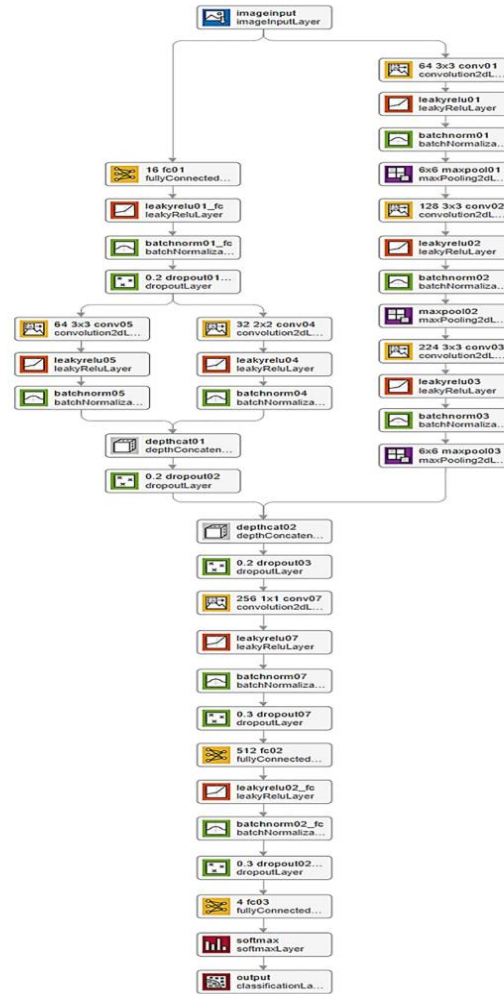 imageinput
imageInputLayer
64 3x3 conv01
convolution2dL...
leakyrelu01
leakyReluLayer
batchnorm01
batchNormaliza...
6x6 maxpool01
maxPooling2dL...
128 3x3 conv02
convolution2dL...
leakyrelu02
leakyReluLayer
batchnorm02
batchNormaliza...
maxpool02
maxPooling2dL...
224 3x3 conv03
convolution2dL...
leakyrelu03
leakyReluLayer
batchnorm03
batchNormaliza...
6x6 maxpool03
maxPooling2dL...
16 fc01
fullyConnected...
leakyrelu01_fc
leakyReluLayer
batchnorm01_fc
batchNormaliza...
0.2 dropout01...
dropoutLayer
64 3x3 conv05
convolution2dL...
leakyrelu05
leakyReluLayer
batchnorm05
batchNormaliza...
32 2x2 conv04
convolution2dL...
leakyrelu04
leakyReluLayer
batchnorm04
batchNormaliza...
depthcat01
depthConcaten...
0.2 dropout02
dropoutLayer
depthcat02
depthConcaten...
0.2 dropout03
dropoutLayer
256 1x1 conv07
convolution2dL...
leakyrelu07
leakyReluLayer
batchnorm07
batchNormaliza...
0.3 dropout07
dropoutLayer
512 fc02
fullyConnected...
leakyrelu02_fc
leakyReluLayer
batchnorm02_fc
batchNormaliza...
0.3 dropout02...
dropoutLayer
4 fc03
fullyConnected...
softmax
softmaxLayer
output
classificationLa...